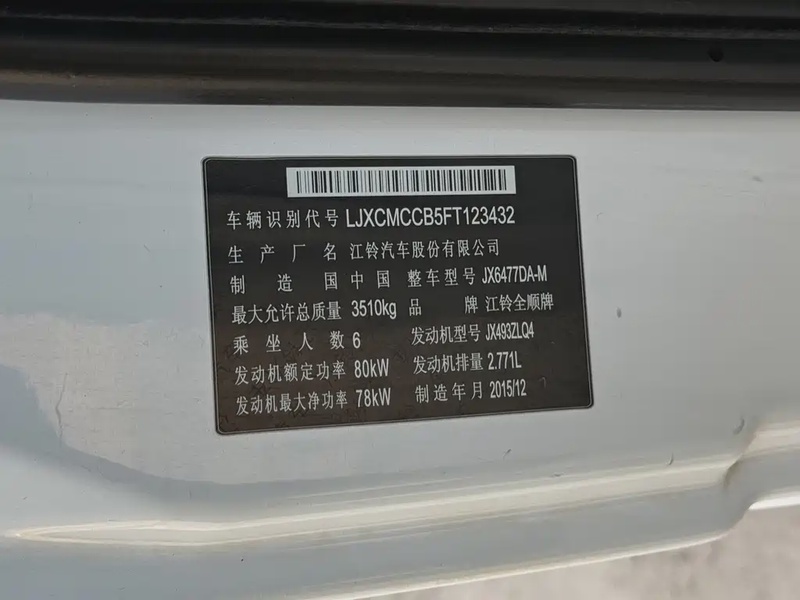 车辆识别代号 LJXCMCCB5FT123432
生产厂名 江铃汽车股份有限公司
制造国 中国 整车型号 JX6477DA-M
最大允许总质量 3510kg 品牌 江铃全顺牌
乘坐人数 6 发动机型号 JX493ZLQ4
发动机额定功率 80kW 发动机排量 2.771L
发动机最大净功率 78kW 制造年月 2015/12